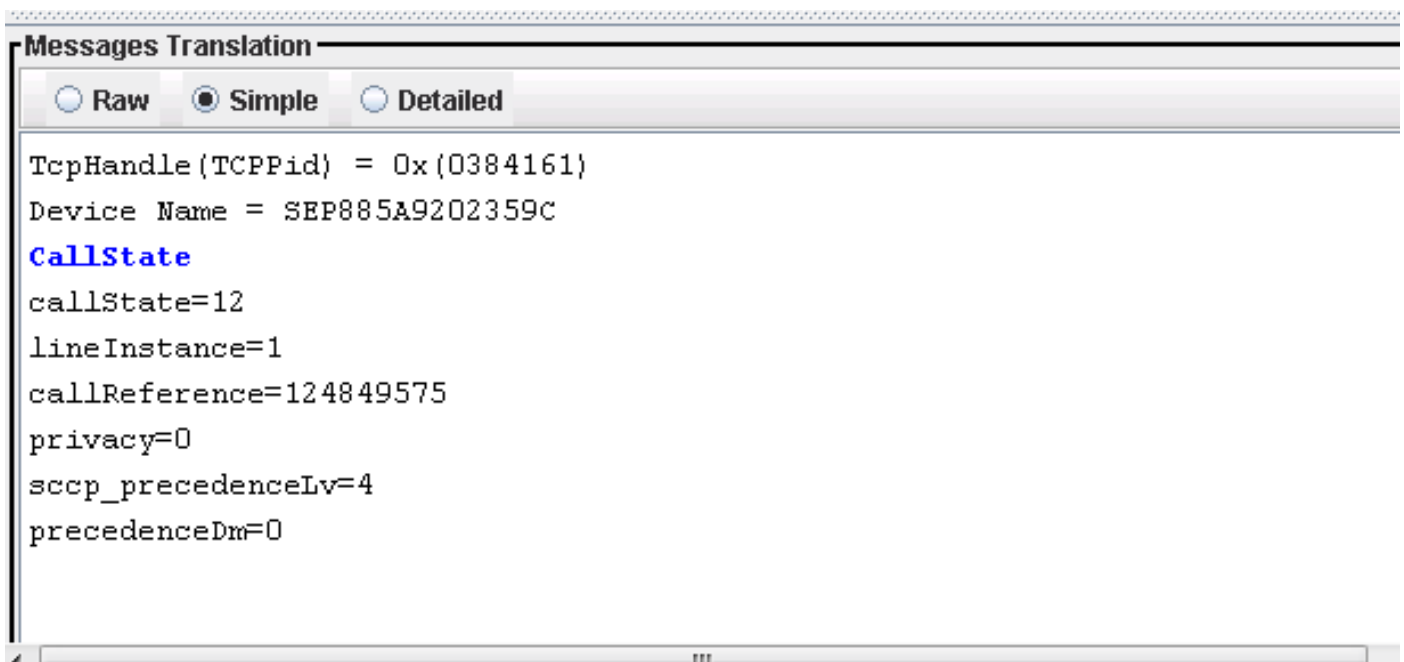 Messages Translation
Raw Simple Detailed
TcpHandle(TCPPid) = 0x(0384161)
Device Name = SEP885A9202359C
CallState
callState=12
lineInstance=1
callReference=124849575
privacy=0
sccp_precedenceLv=4
precedenceDm=0